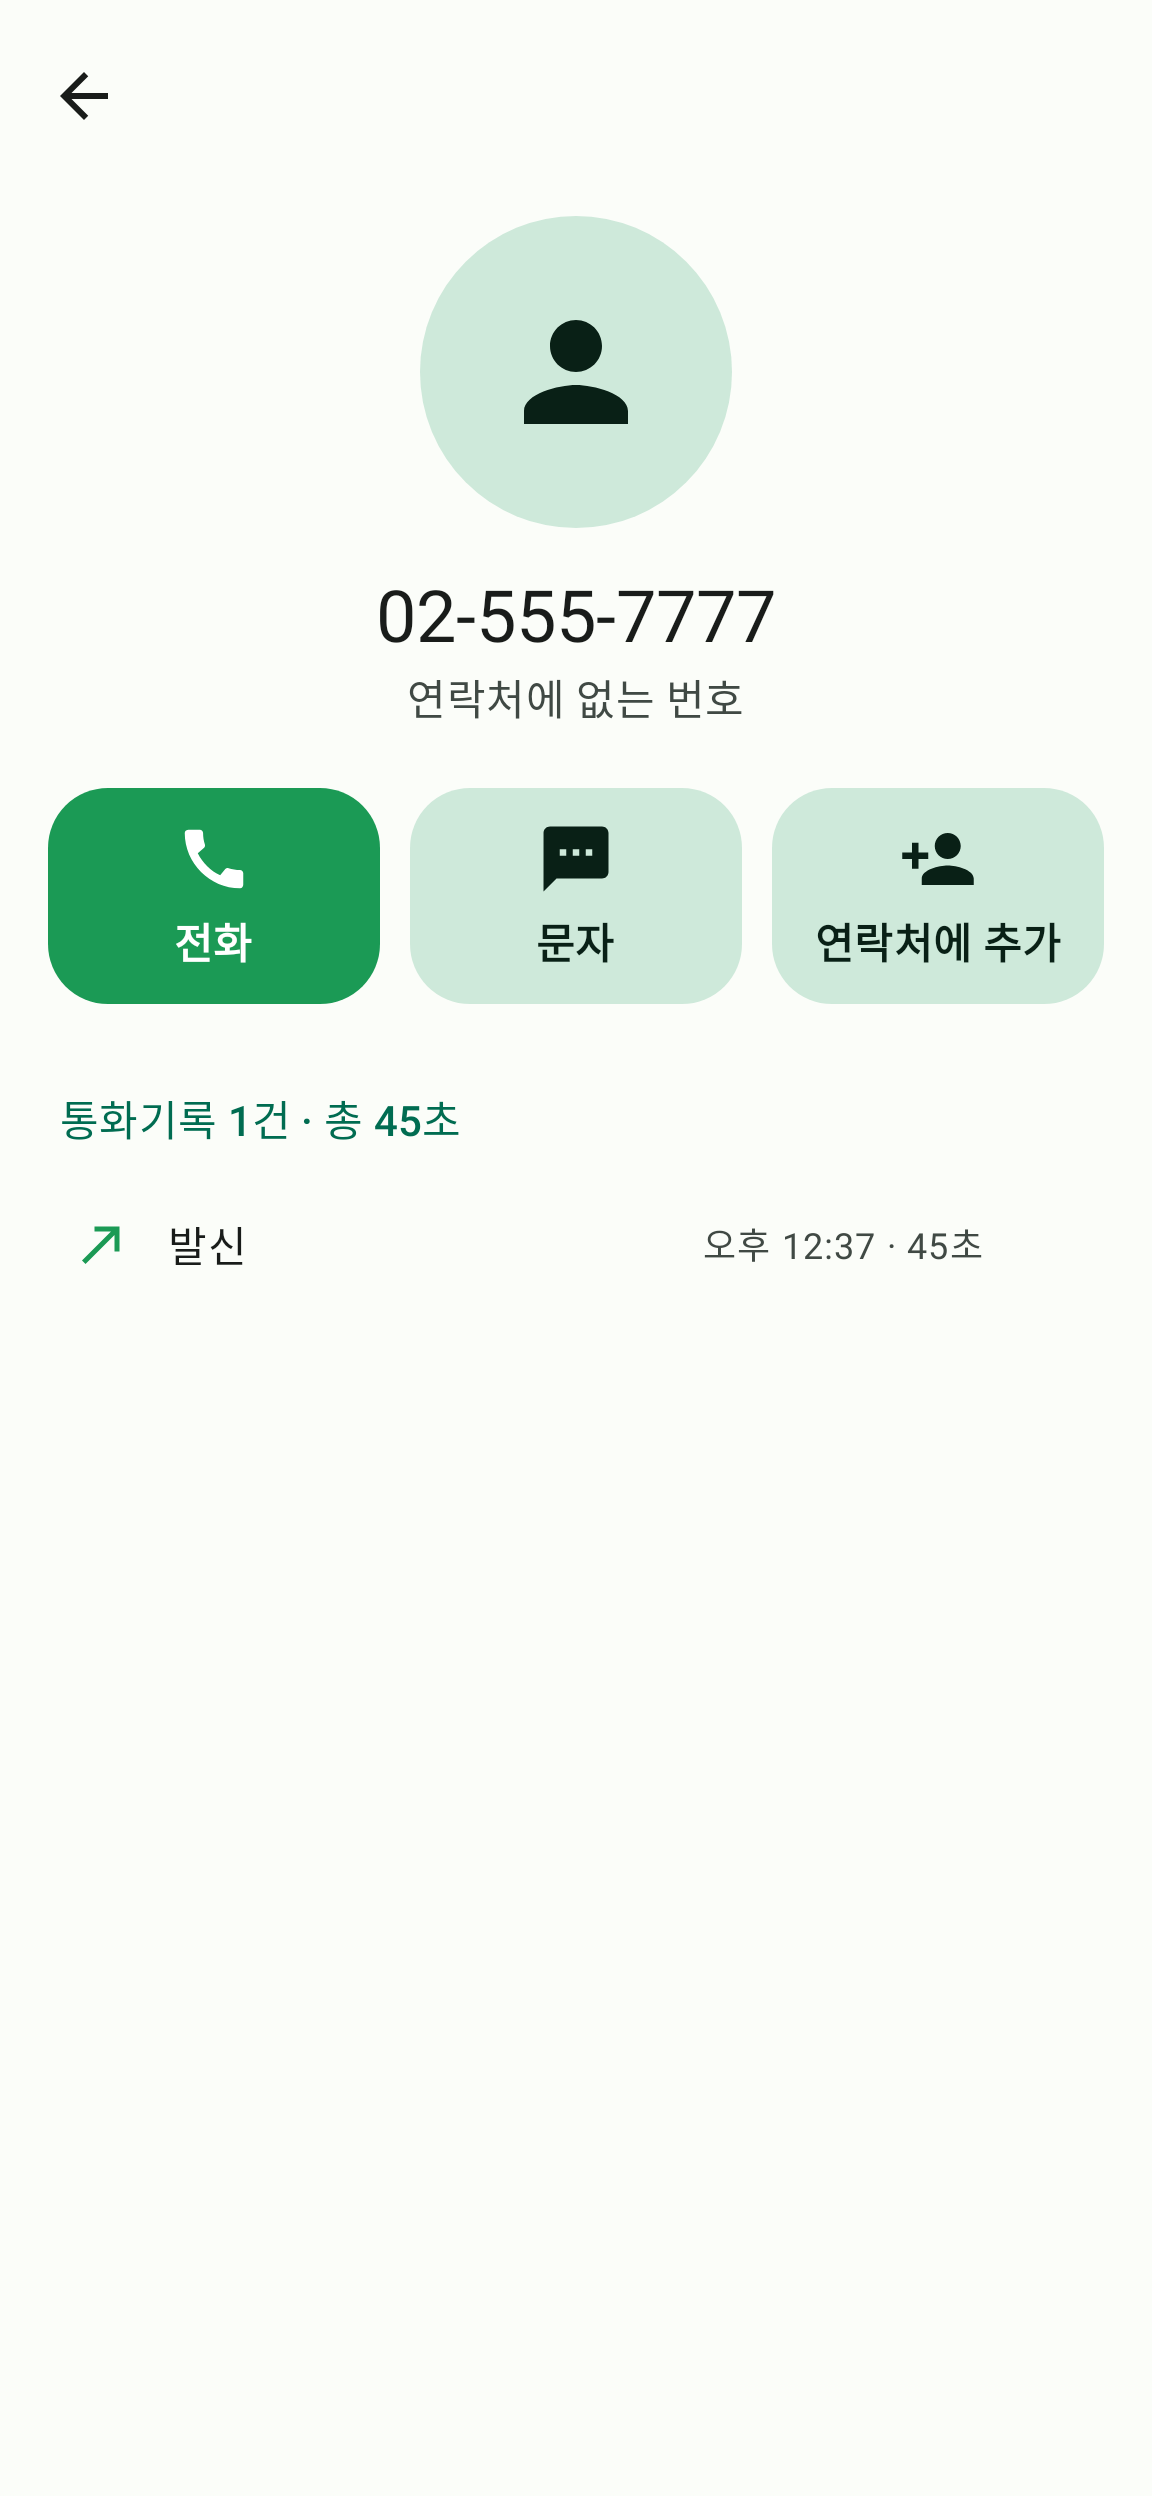 02-555-7777
연락처에 없는 번호
전화
문자
연락처에 추가
통화기록 1건 · 총 45초
발신
오후 12:37 · 45초